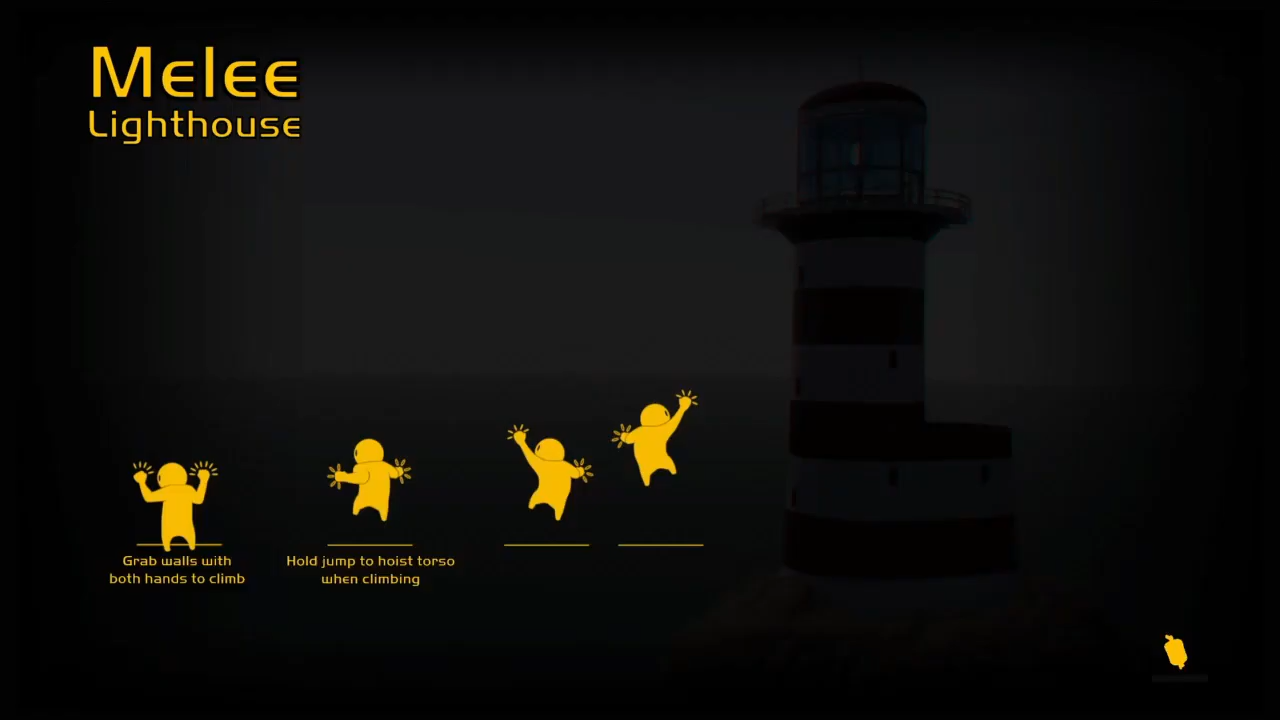 Melee
Lighthouse
Grab walls with
both hands to climb
Hold jump to hoist torso
when climbing